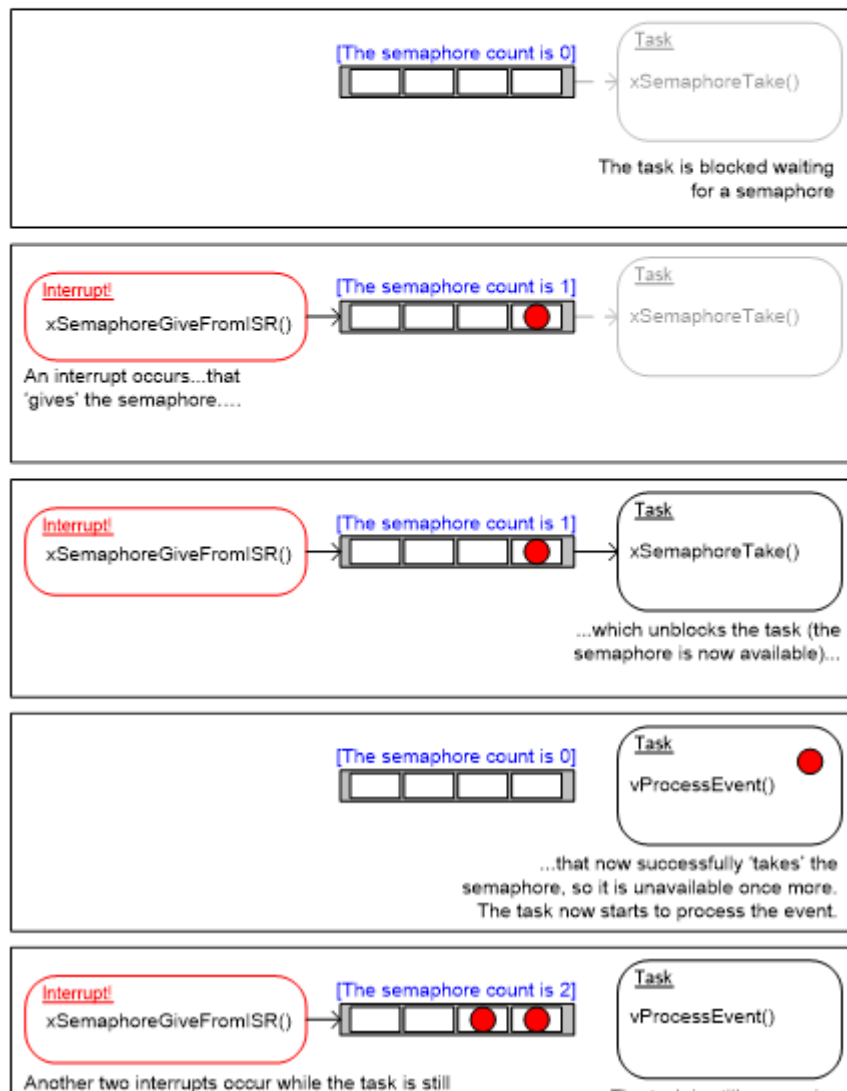 [The semaphore count is 0]
Task
xSemaphoreTake()
The task is blocked waiting
for a semaphore
Interrupt!
xSemaphoreGiveFromISR()
An interrupt occurs...that
'gives' the semaphore....
[The semaphore count is 1]
Task
xSemaphoreTake()
Interrupt!
xSemaphoreGiveFromISR()
[The semaphore count is 1]
Task
xSemaphoreTake()
...which unblocks the task (the
semaphore is now available)...
[The semaphore count is 0]
Task
vProcessEvent()
...that now successfully 'takes' the
semaphore, so it is unavailable once more.
The task now starts to process the event.
Interrupt!
xSemaphoreGiveFromISR()
[The semaphore count is 2]
Task
vProcessEvent()
Another two interrupts occur while the task is still